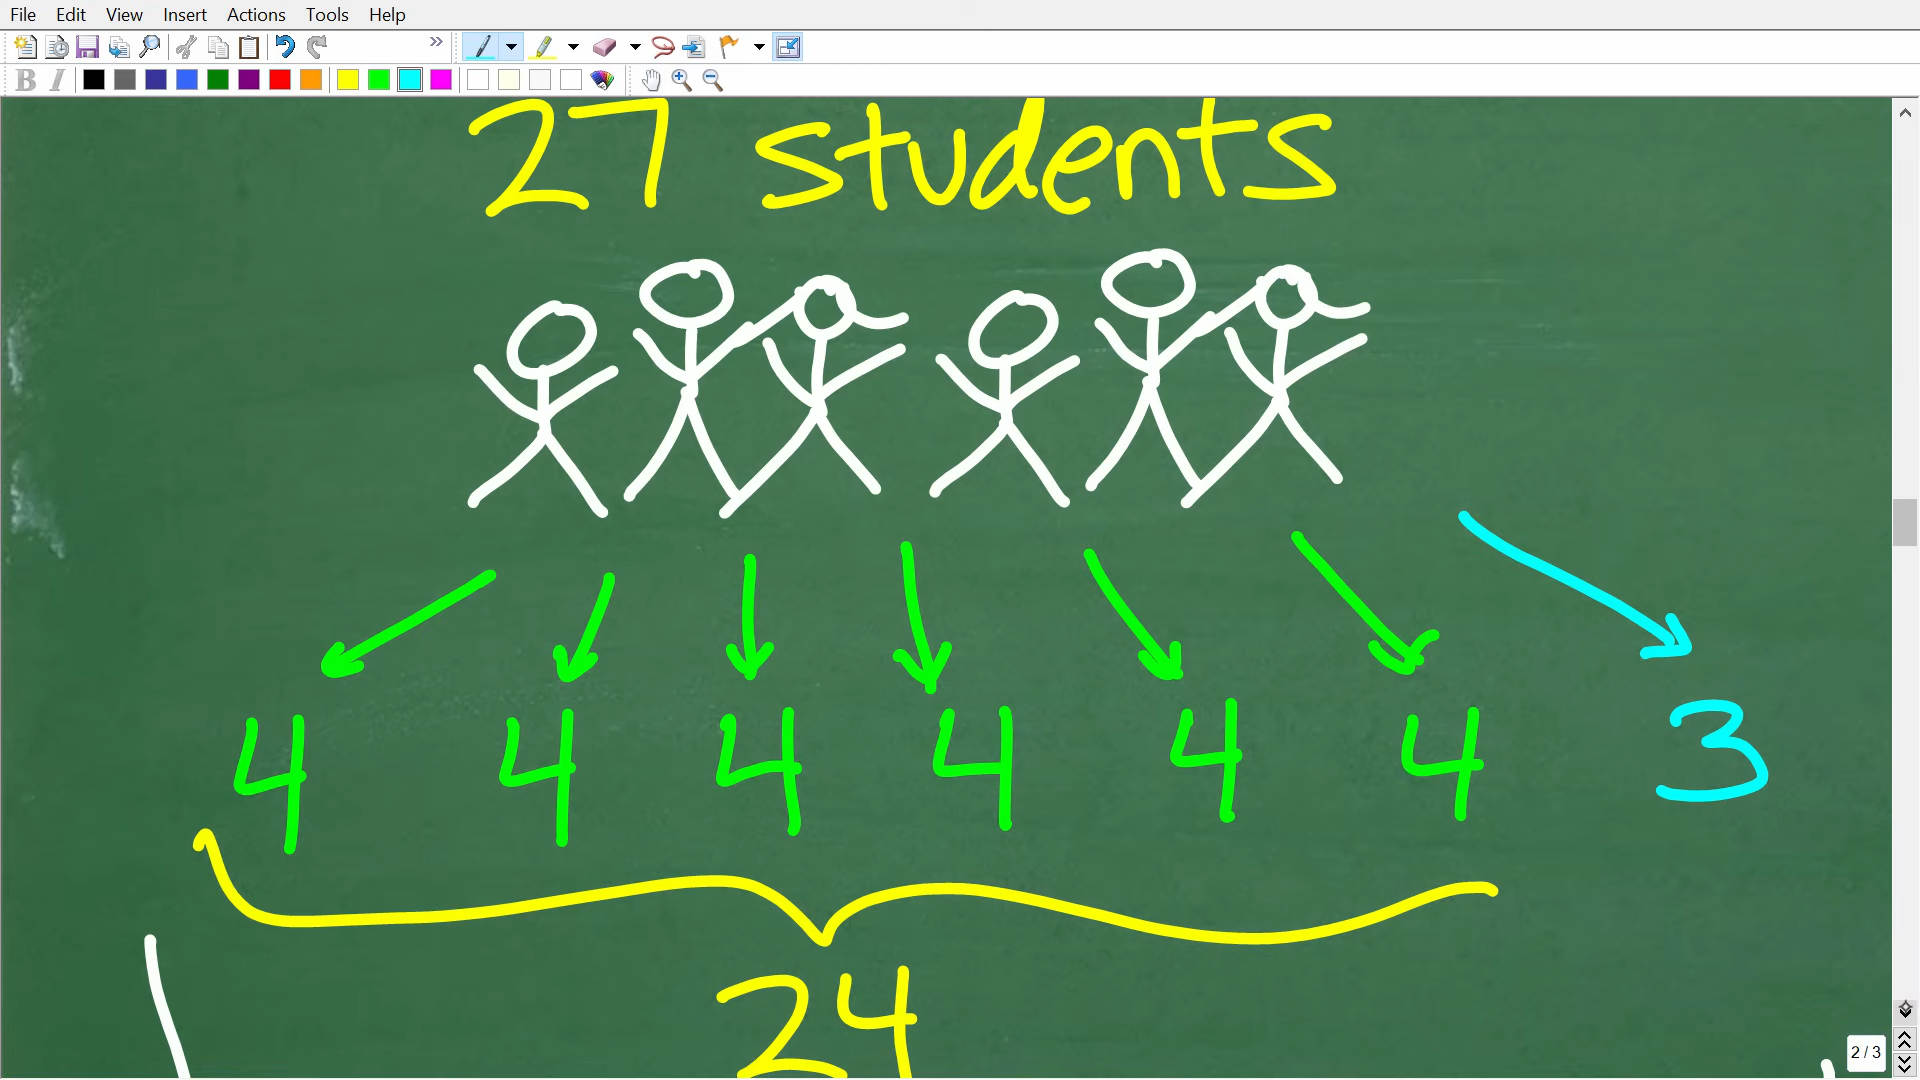 File Edit View Insert Actions Tools Help
B I
27 students
4 4 4 4 4 4 3
24
2 / 3